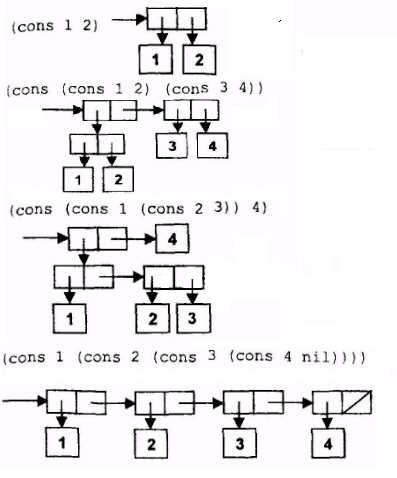 (cons 1 2)
1 2
(cons (cons 1 2) (cons 3 4))
3 4
1 2
(cons (cons 1 (cons 2 3)) 4)
4
1 2 3
(cons 1 (cons 2 (cons 3 (cons 4 nil))))
1 2 3 4